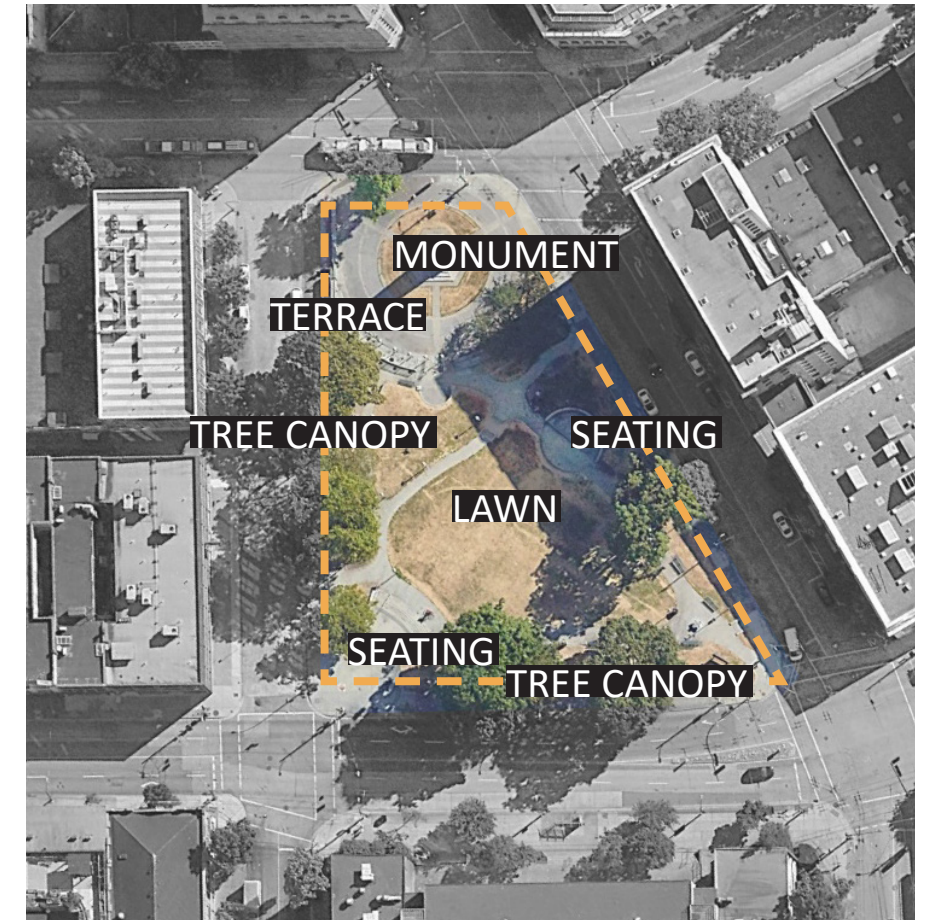 MONUMENT
TERRACE
TREE CANOPY
SEATING
LAWN
SEATING
TREE CANOPY